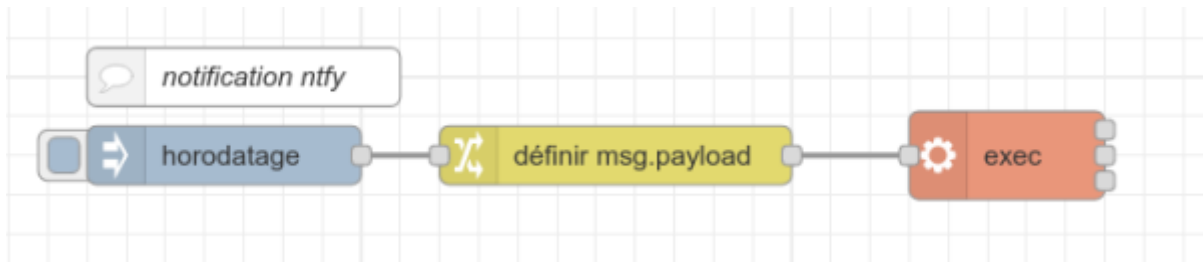 notification ntfy
horodatage
définir msg.payload
exec